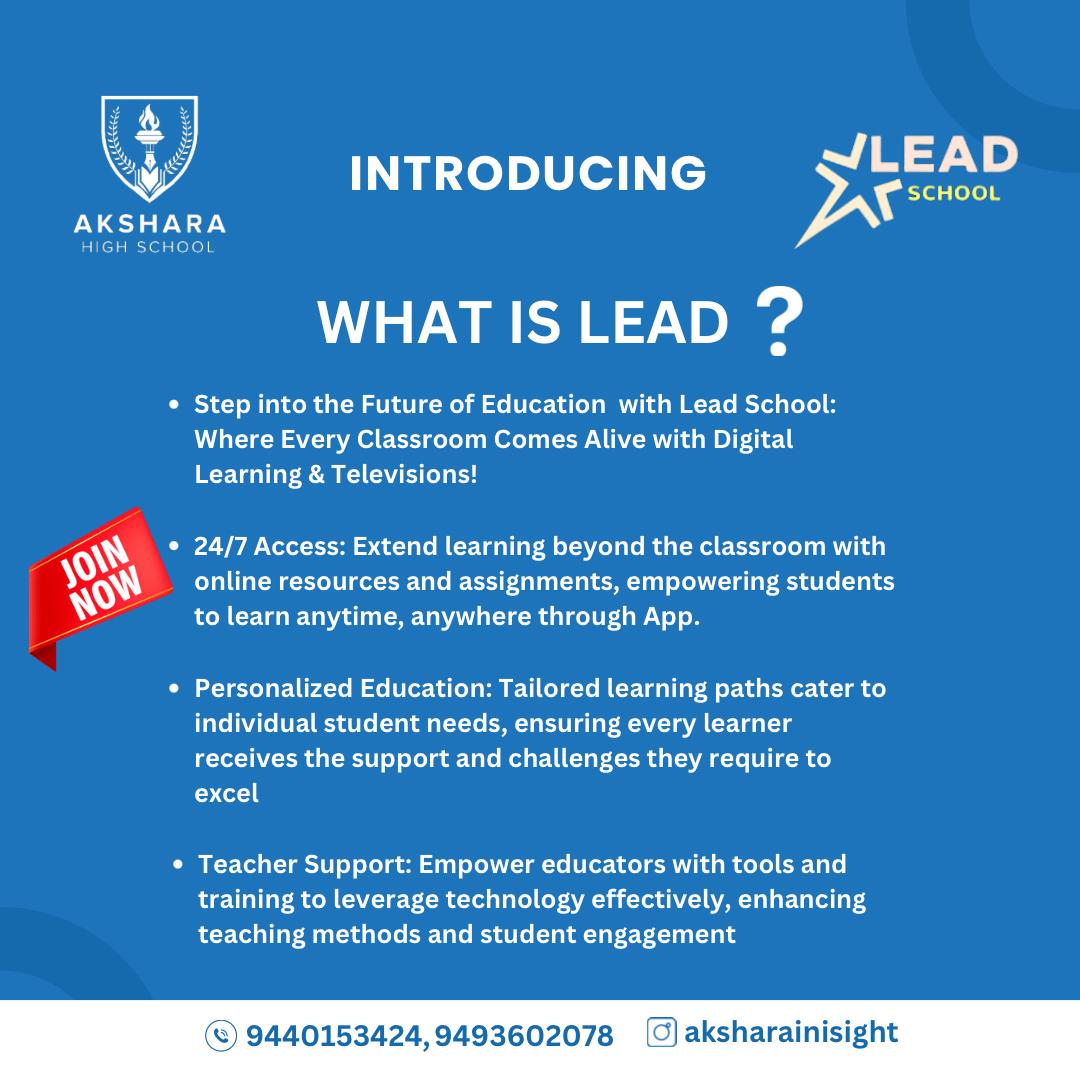 AKSHARA
HIGH SCHOOL
INTRODUCING
LEAD
SCHOOL
WHAT IS LEAD ?
• Step into the Future of Education  with Lead School:
Where Every Classroom Comes Alive with Digital
Learning & Televisions!
JOIN
NOW
• 24/7 Access: Extend learning beyond the classroom with
online resources and assignments, empowering students
to learn anytime, anywhere through App.
• Personalized Education: Tailored learning paths cater to
individual student needs, ensuring every learner
receives the support and challenges they require to
excel
• Teacher Support: Empower educators with tools and
training to leverage technology effectively, enhancing
teaching methods and student engagement
9440153424, 9493602078 aksharainisight